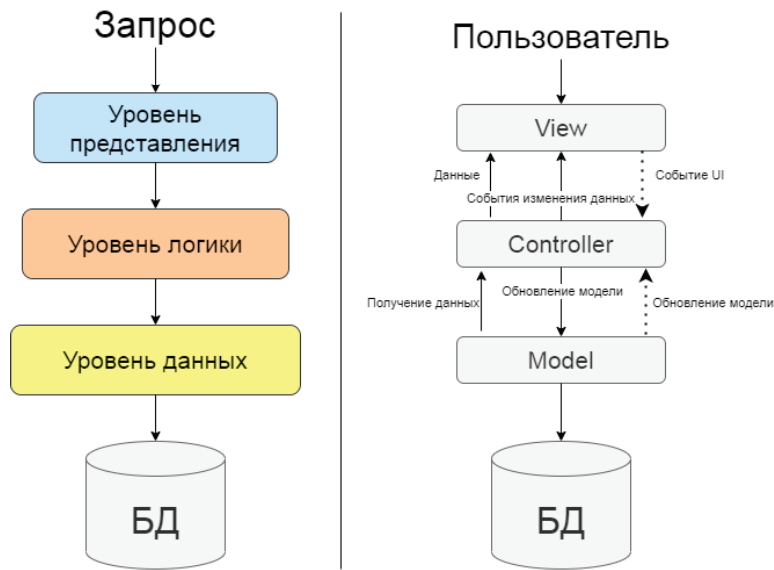 Запрос
Уровень
представления
Уровень логики
Уровень данных
БД
Пользователь
View
Данные
События изменения данных
Событие UI
Controller
Получение данных
Обновление модели
Обновление модели
Model
БД